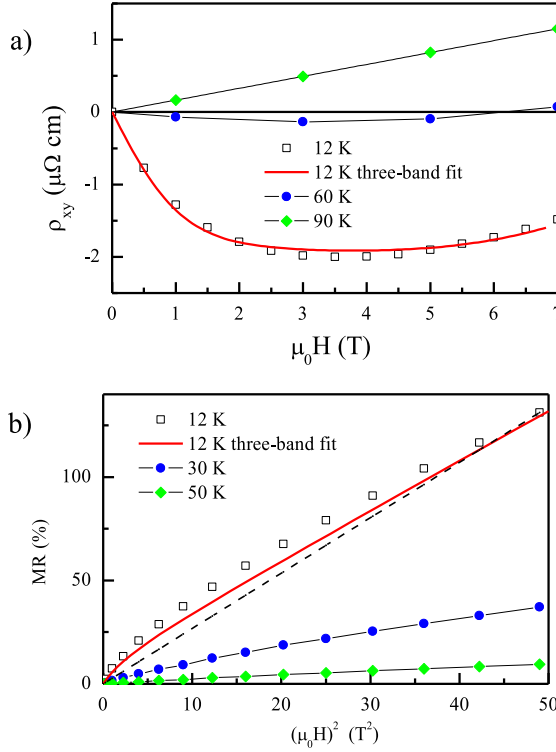 a)
1
0
-1
-2
ρxy (μΩ cm)
12 K
12 K three-band fit
60 K
90 K
0 1 2 3 4 5 6 7
μ0H (T)
b)
100
50
0
MR (%)
12 K
12 K three-band fit
30 K
50 K
0 10 20 30 40 50
(μ0H)² (T²)